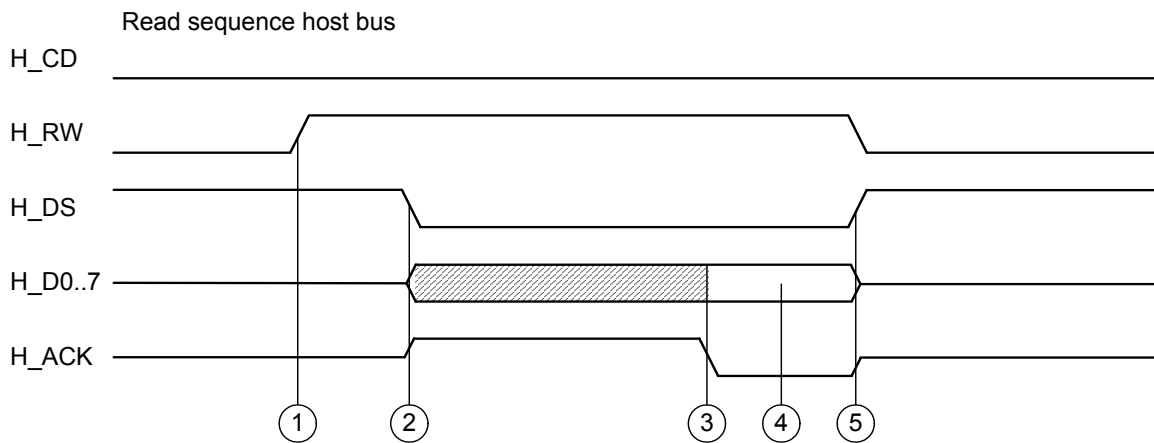 Read sequence host bus
H_CD
H_RW
H_DS
H_D0..7
H_ACK
1 2 3 4 5